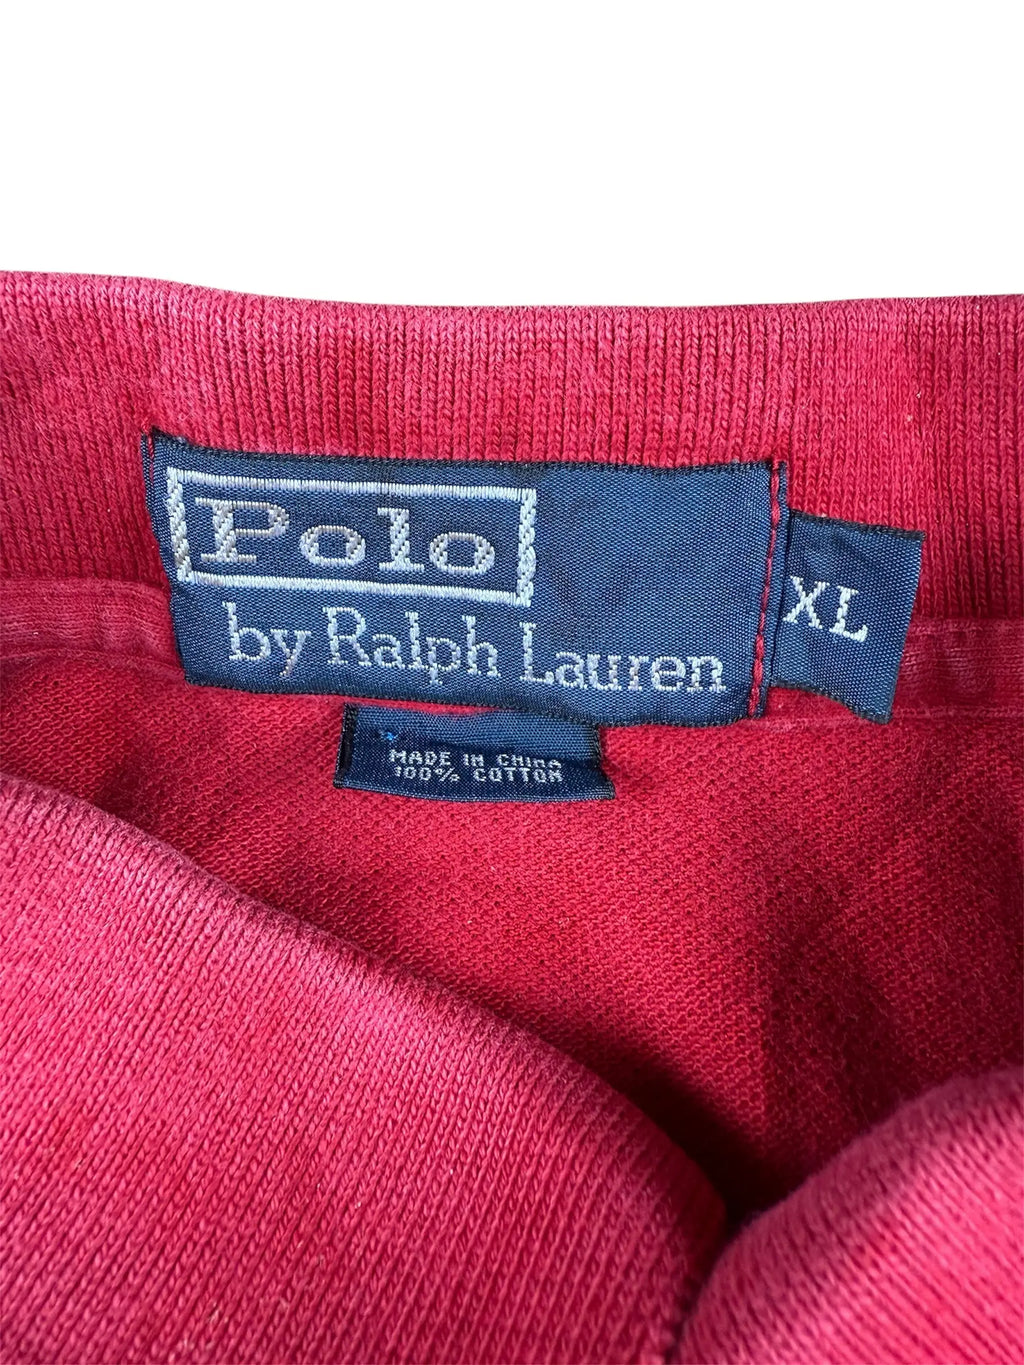 Polo
by Ralph Lauren
XL
MADE IN CHINA
100% COTTON